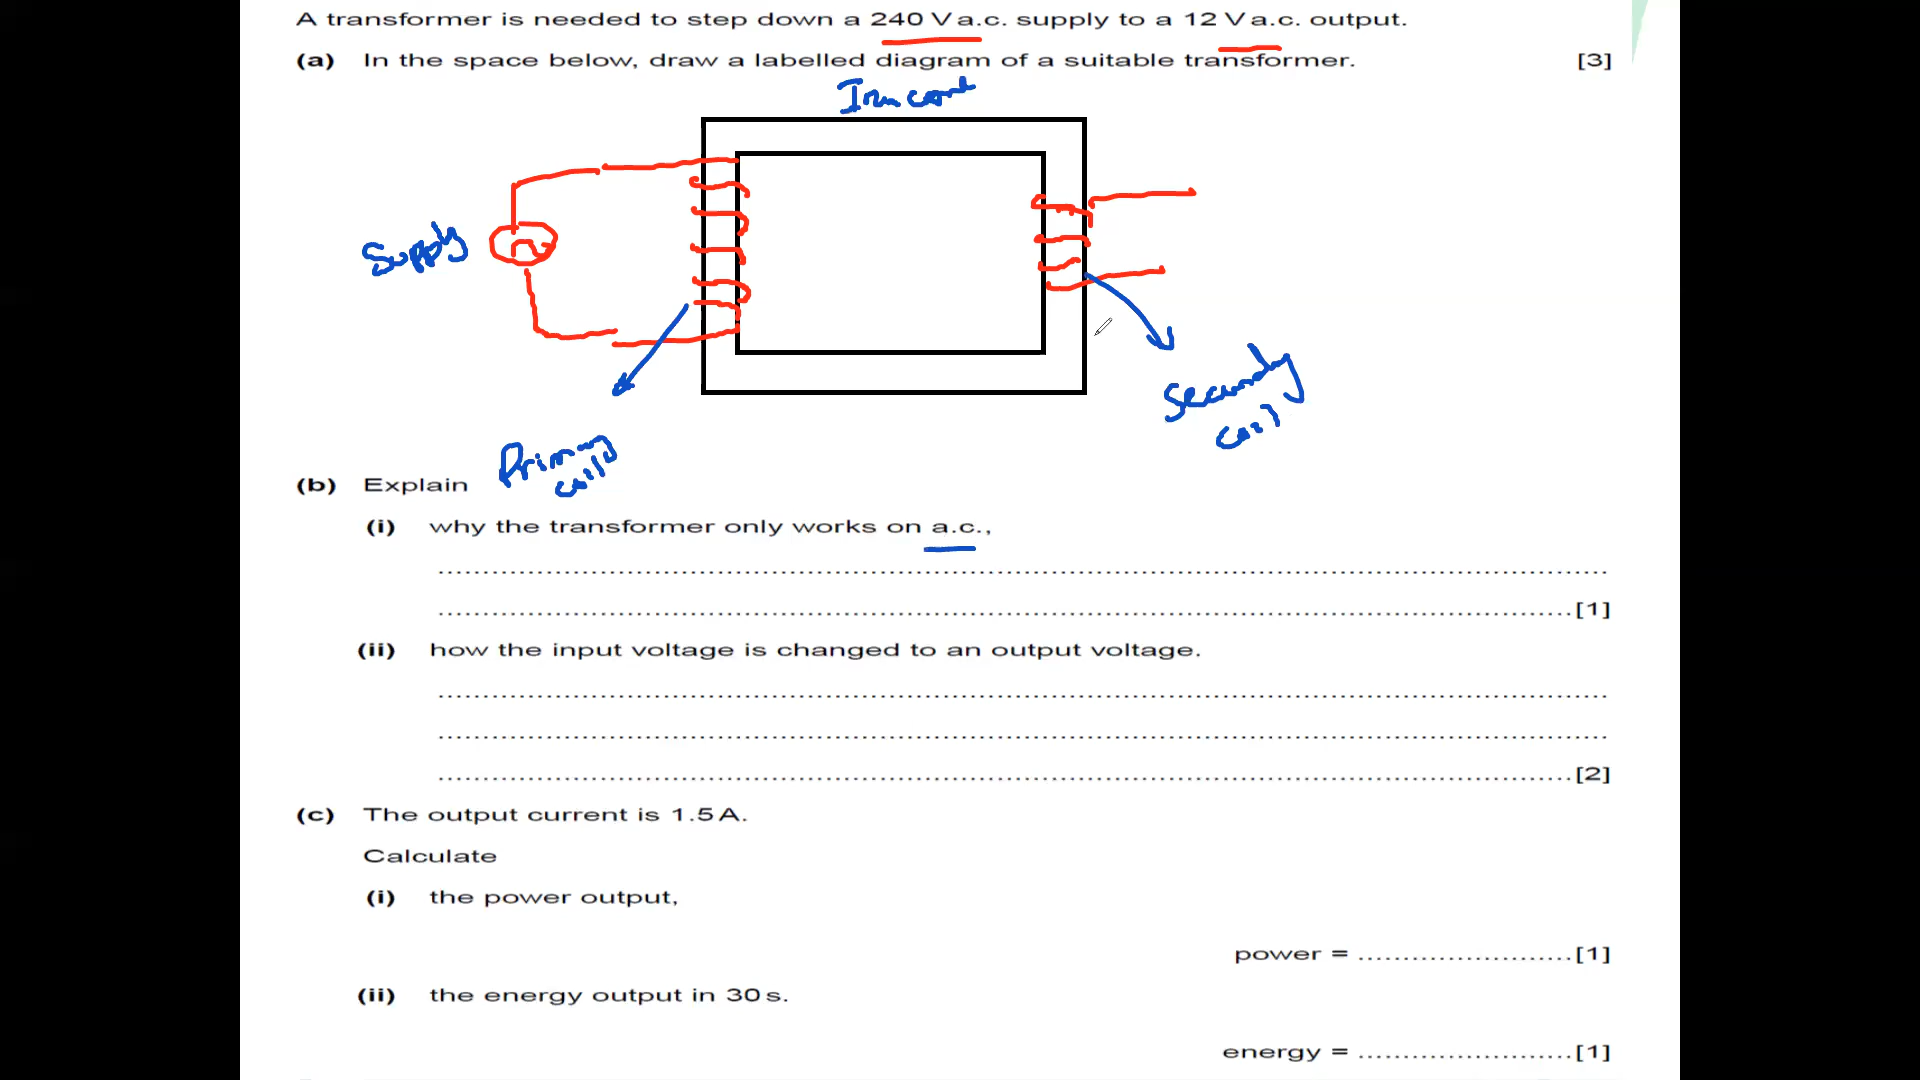 A transformer is needed to step down a 240 V a.c. supply to a 12 V a.c. output.
(a) In the space below, draw a labelled diagram of a suitable transformer. [3]
Iron
Supply
Secondary
coil
Primary
coil
(b) Explain
(i) why the transformer only works on a.c.,
........................................................................................................................
.................................................................................................................... [1]
(ii) how the input voltage is changed to an output voltage.
........................................................................................................................
........................................................................................................................
.................................................................................................................... [2]
(c) The output current is 1.5 A.
Calculate
(i) the power output,
power = ........................ [1]
(ii) the energy output in 30 s.
energy = ........................ [1]